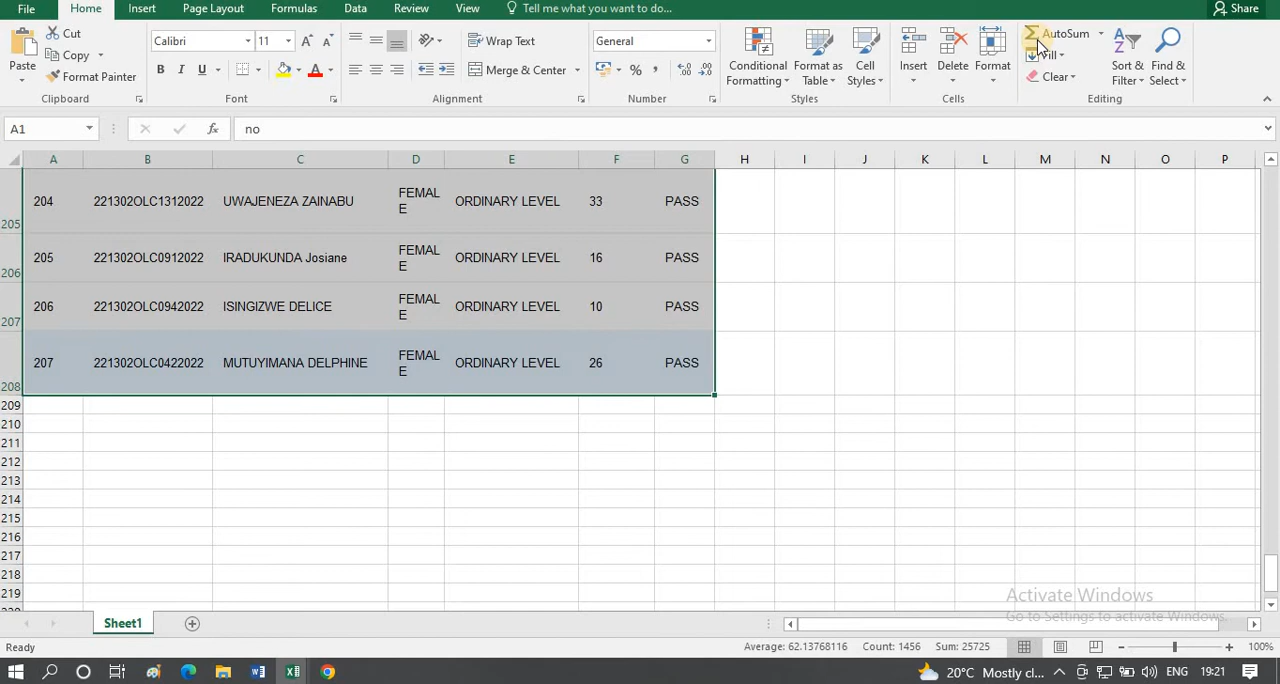 File Home Insert Page Layout Formulas Data Review View Tell me what you want to do... Share
Cut
Copy
Format Painter
Paste
Clipboard
Calibri 11
B I U
Font
Wrap Text
Merge & Center
Alignment
General
Number
Conditional Formatting
Format as Table
Cell Styles
Styles
Insert Delete Format
Cells
AutoSum
Fill
Clear
Sort & Filter
Find & Select
Editing
A1 fx no
A B C D E F G H I J K L M N O P
205 204 221302OLC1312022 UWAJENEZA ZAINABU FEMAL
E ORDINARY LEVEL 33 PASS
206 205 221302OLC0912022 IRADUKUNDA Josiane FEMAL
E ORDINARY LEVEL 16 PASS
207 206 221302OLC0942022 ISINGIZWE DELICE FEMAL
E ORDINARY LEVEL 10 PASS
208 207 221302OLC0422022 MUTUYIMANA DELPHINE FEMAL
E ORDINARY LEVEL 26 PASS
209
210
211
212
213
214
215
216
217
218
219
Activate Windows
Go to Settings to activate Windows.
Sheet1
Ready Average: 62.13768116 Count: 1456 Sum: 25725 100%
20°C Mostly cl... ENG 19:21